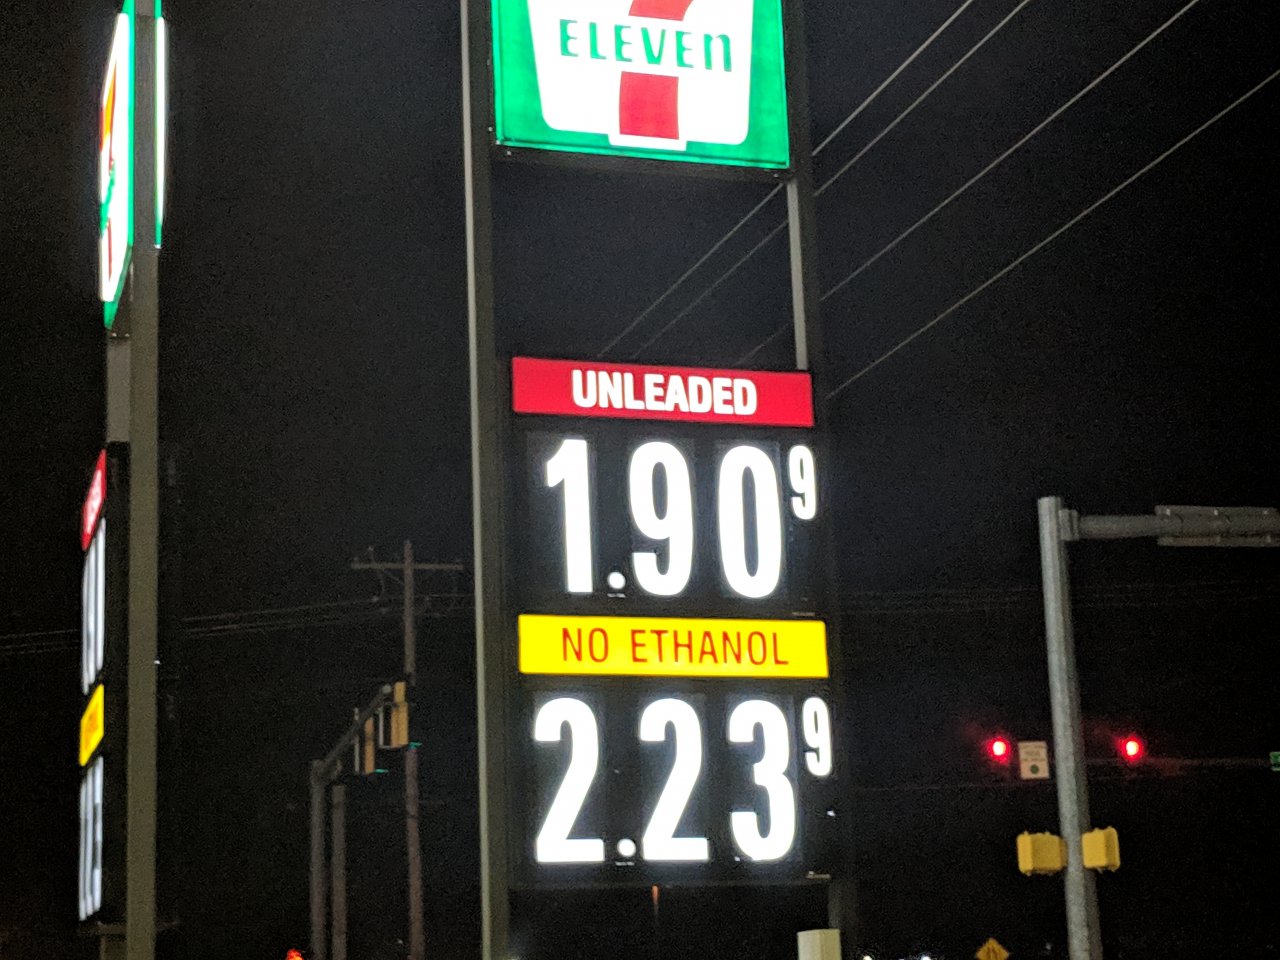 ELEVEn
UNLEADED
1.90 9
NO ETHANOL
2.23 9